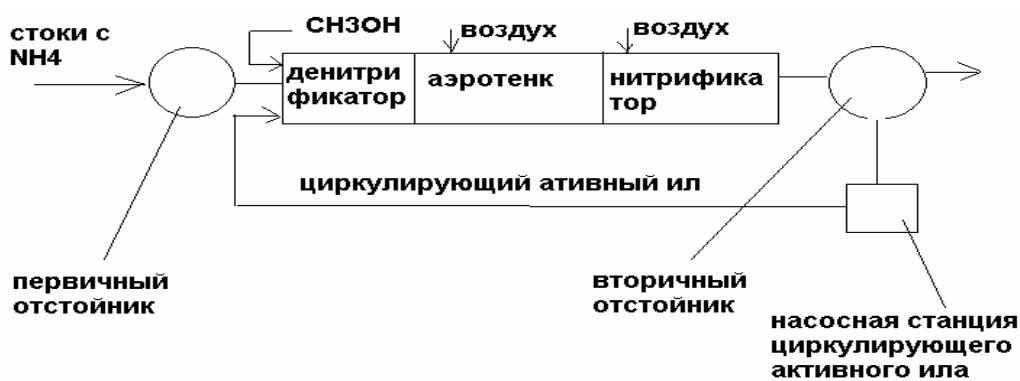 стоки с
NH4
CH3OH
воздух
воздух
денитри
фикатор
аэротенк
нитрифика
тор
циркулирующий ативный ил
первичный
отстойник
вторичный
отстойник
насосная станция
циркулирующего
активного ила